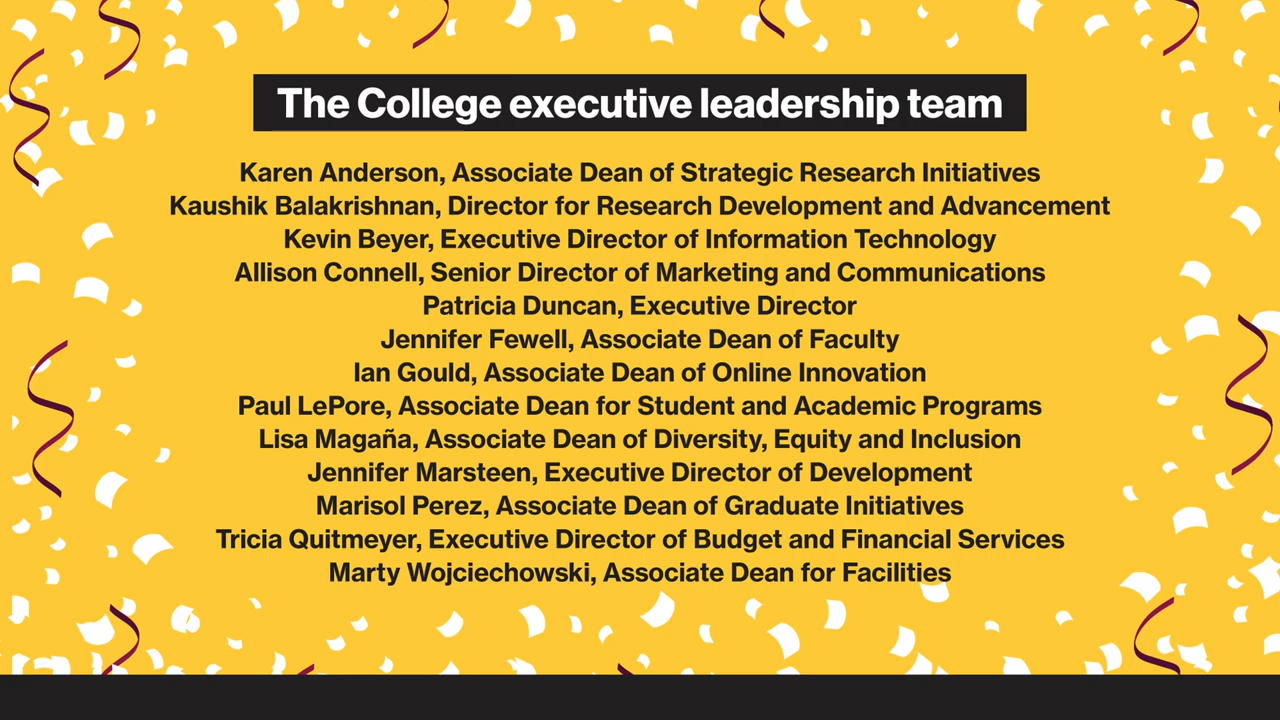 The College executive leadership team
Karen Anderson, Associate Dean of Strategic Research Initiatives
Kaushik Balakrishnan, Director for Research Development and Advancement
Kevin Beyer, Executive Director of Information Technology
Allison Connell, Senior Director of Marketing and Communications
Patricia Duncan, Executive Director
Jennifer Fewell, Associate Dean of Faculty
Ian Gould, Associate Dean of Online Innovation
Paul LePore, Associate Dean for Student and Academic Programs
Lisa Magaña, Associate Dean of Diversity, Equity and Inclusion
Jennifer Marsteen, Executive Director of Development
Marisol Perez, Associate Dean of Graduate Initiatives
Tricia Quitmeyer, Executive Director of Budget and Financial Services
Marty Wojciechowski, Associate Dean for Facilities